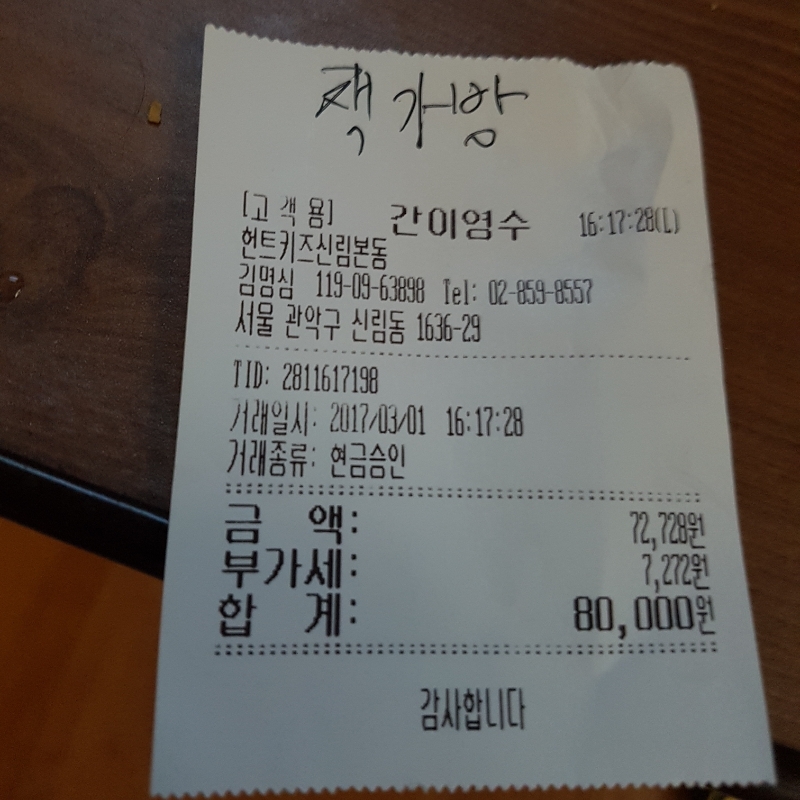 책가방
[고 객 용] 간이영수 16:17:28(L)
헌트키즈신림본동
김명심 119-09-63898 Tel: 02-859-8557
서울 관악구 신림동 1636-29
TID: 2811617198
거래일시: 2017/03/01 16:17:28
거래종류: 현금승인
금 액: 72,728원
부가세: 7,272원
합 계: 80,000원
감사합니다